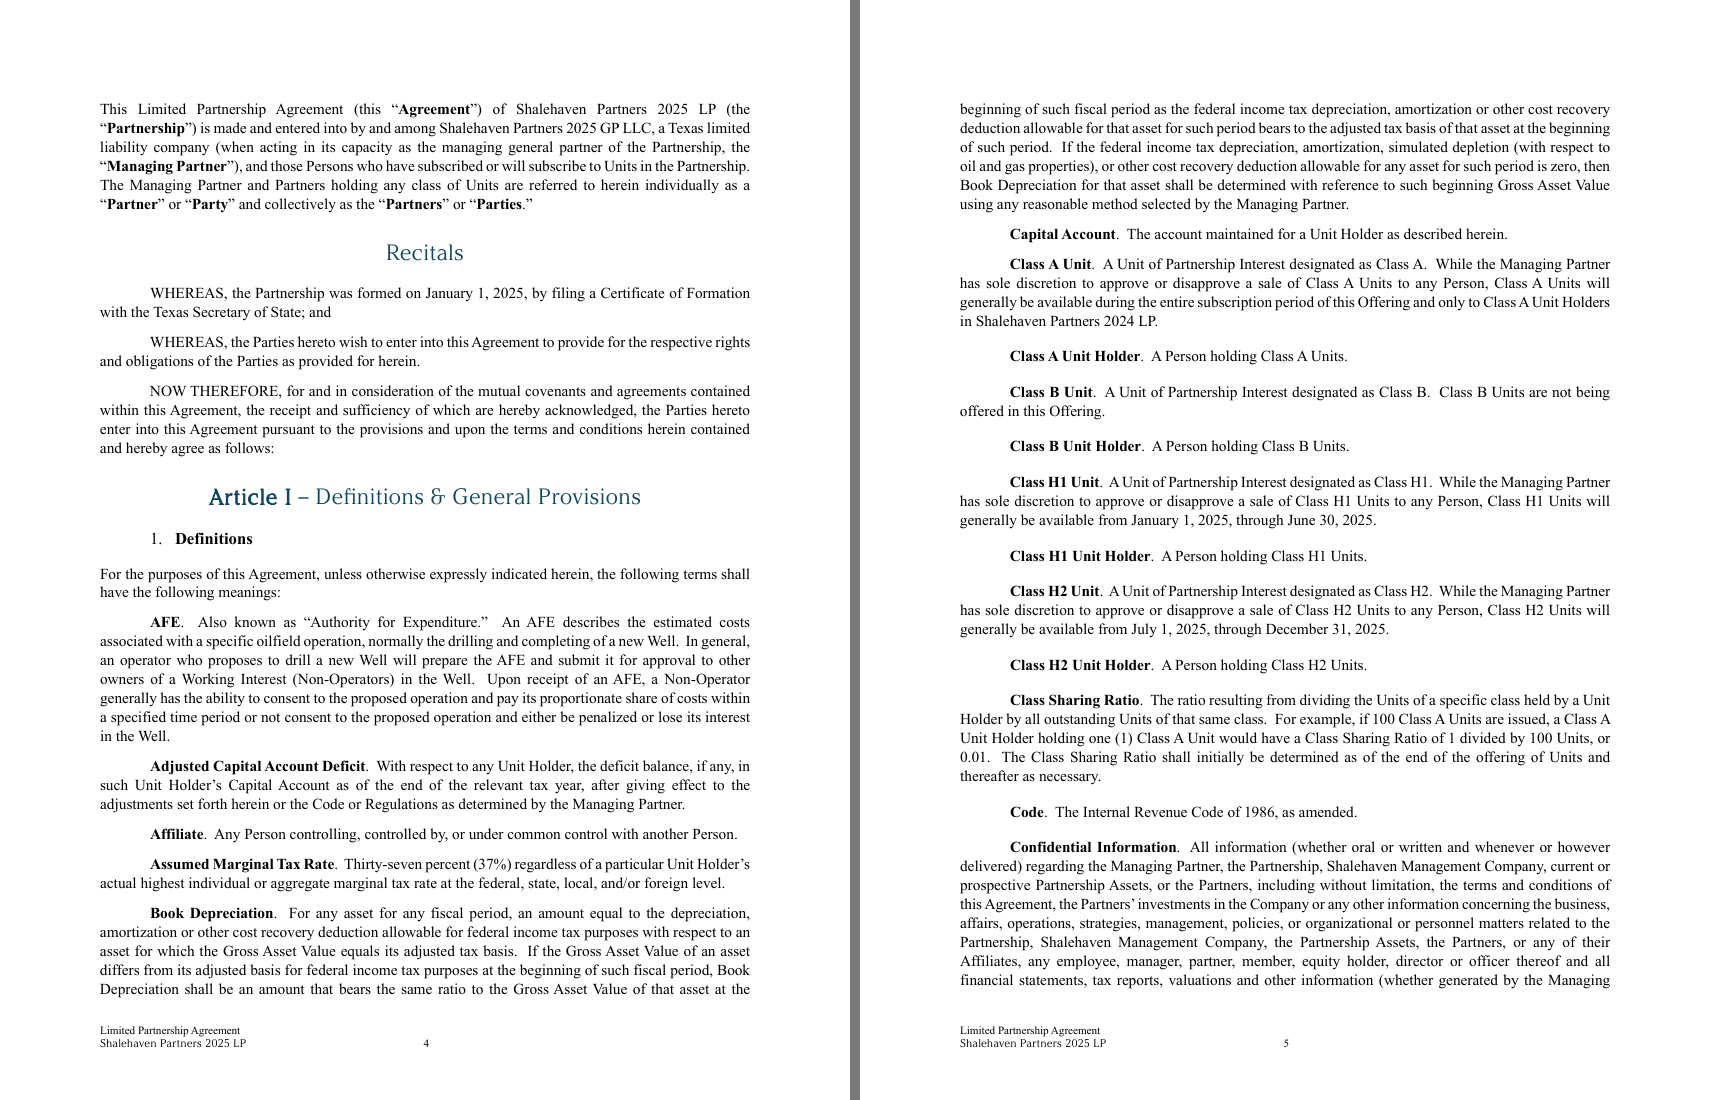 This Limited Partnership Agreement (this “Agreement”) of Shalehaven Partners 2025 LP (the
“Partnership”) is made and entered into by and among Shalehaven Partners 2025 GP LLC, a Texas limited
liability company (when acting in its capacity as the managing general partner of the Partnership, the
“Managing Partner”), and those Persons who have subscribed or will subscribe to Units in the Partnership.
The Managing Partner and Partners holding any class of Units are referred to herein individually as a
“Partner” or “Party” and collectively as the “Partners” or “Parties.”
Recitals
WHEREAS, the Partnership was formed on January 1, 2025, by filing a Certificate of Formation
with the Texas Secretary of State; and
WHEREAS, the Parties hereto wish to enter into this Agreement to provide for the respective rights
and obligations of the Parties as provided for herein.
NOW THEREFORE, for and in consideration of the mutual covenants and agreements contained
within this Agreement, the receipt and sufficiency of which are hereby acknowledged, the Parties hereto
enter into this Agreement pursuant to the provisions and upon the terms and conditions herein contained
and hereby agree as follows:
Article I – Definitions & General Provisions
1. Definitions
For the purposes of this Agreement, unless otherwise expressly indicated herein, the following terms shall
have the following meanings:
AFE. Also known as “Authority for Expenditure.” An AFE describes the estimated costs
associated with a specific oilfield operation, normally the drilling and completing of a new Well. In general,
an operator who proposes to drill a new Well will prepare the AFE and submit it for approval to other
owners of a Working Interest (Non-Operators) in the Well. Upon receipt of an AFE, a Non-Operator
generally has the ability to consent to the proposed operation and pay its proportionate share of costs within
a specified time period or not consent to the proposed operation and either be penalized or lose its interest
in the Well.
Adjusted Capital Account Deficit. With respect to any Unit Holder, the deficit balance, if any, in
such Unit Holder’s Capital Account as of the end of the relevant tax year, after giving effect to the
adjustments set forth herein or the Code or Regulations as determined by the Managing Partner.
Affiliate. Any Person controlling, controlled by, or under common control with another Person.
Assumed Marginal Tax Rate. Thirty-seven percent (37%) regardless of a particular Unit Holder’s
actual highest individual or aggregate marginal tax rate at the federal, state, local, and/or foreign level.
Book Depreciation. For any asset for any fiscal period, an amount equal to the depreciation,
amortization or other cost recovery deduction allowable for federal income tax purposes with respect to an
asset for which the Gross Asset Value equals its adjusted tax basis. If the Gross Asset Value of an asset
differs from its adjusted basis for federal income tax purposes at the beginning of such fiscal period, Book
Depreciation shall be an amount that bears the same ratio to the Gross Asset Value of that asset at the
Limited Partnership Agreement
Shalehaven Partners 2025 LP 4
beginning of such fiscal period as the federal income tax depreciation, amortization or other cost recovery
deduction allowable for that asset for such period bears to the adjusted tax basis of that asset at the beginning
of such period. If the federal income tax depreciation, amortization, simulated depletion (with respect to
oil and gas properties), or other cost recovery deduction allowable for any asset for such period is zero, then
Book Depreciation for that asset shall be determined with reference to such beginning Gross Asset Value
using any reasonable method selected by the Managing Partner.
Capital Account. The account maintained for a Unit Holder as described herein.
Class A Unit. A Unit of Partnership Interest designated as Class A. While the Managing Partner
has sole discretion to approve or disapprove a sale of Class A Units to any Person, Class A Units will
generally be available during the entire subscription period of this Offering and only to Class A Unit Holders
in Shalehaven Partners 2024 LP.
Class A Unit Holder. A Person holding Class A Units.
Class B Unit. A Unit of Partnership Interest designated as Class B. Class B Units are not being
offered in this Offering.
Class B Unit Holder. A Person holding Class B Units.
Class H1 Unit. A Unit of Partnership Interest designated as Class H1. While the Managing Partner
has sole discretion to approve or disapprove a sale of Class H1 Units to any Person, Class H1 Units will
generally be available from January 1, 2025, through June 30, 2025.
Class H1 Unit Holder. A Person holding Class H1 Units.
Class H2 Unit. A Unit of Partnership Interest designated as Class H2. While the Managing Partner
has sole discretion to approve or disapprove a sale of Class H2 Units to any Person, Class H2 Units will
generally be available from July 1, 2025, through December 31, 2025.
Class H2 Unit Holder. A Person holding Class H2 Units.
Class Sharing Ratio. The ratio resulting from dividing the Units of a specific class held by a Unit
Holder by all outstanding Units of that same class. For example, if 100 Class A Units are issued, a Class A
Unit Holder holding one (1) Class A Unit would have a Class Sharing Ratio of 1 divided by 100 Units, or
0.01. The Class Sharing Ratio shall initially be determined as of the end of the offering of Units and
thereafter as necessary.
Code. The Internal Revenue Code of 1986, as amended.
Confidential Information. All information (whether oral or written and whenever or however
delivered) regarding the Managing Partner, the Partnership, Shalehaven Management Company, current or
prospective Partnership Assets, or the Partners, including without limitation, the terms and conditions of
this Agreement, the Partners’ investments in the Company or any other information concerning the business,
affairs, operations, strategies, management, policies, or organizational or personnel matters related to the
Partnership, Shalehaven Management Company, the Partnership Assets, the Partners, or any of their
Affiliates, any employee, manager, partner, member, equity holder, director or officer thereof and all
financial statements, tax reports, valuations and other information (whether generated by the Managing
Limited Partnership Agreement
Shalehaven Partners 2025 LP 5